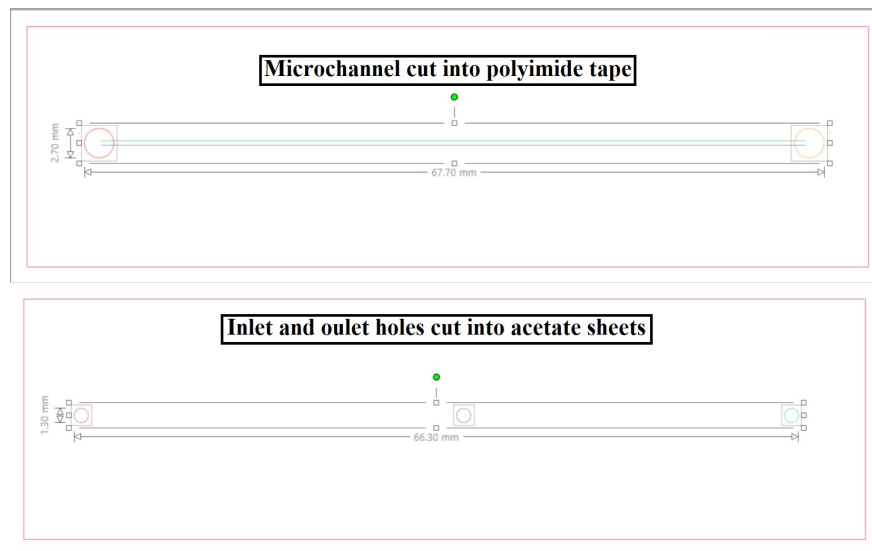 Microchannel cut into polyimide tape
2.70 mm
67.70 mm
Inlet and oulet holes cut into acetate sheets
1.30 mm
66.30 mm